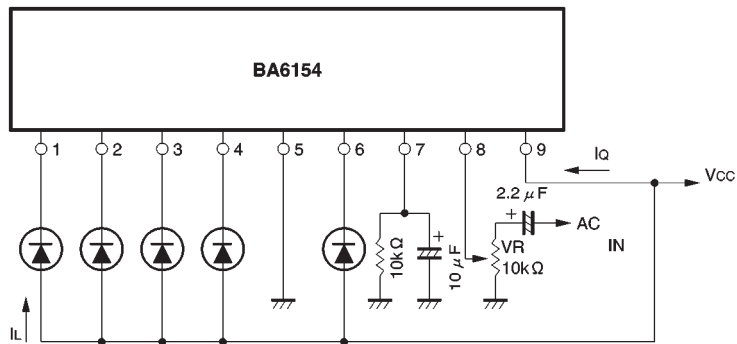 BA6154
1 2 3 4 5 6 7 8 9
IQ
VCC
2.2 μF
+
AC
IN
+
10kΩ
10 μF
VR
10kΩ
IL